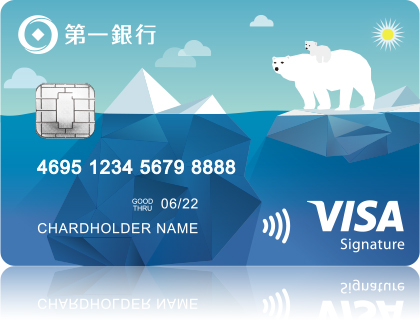 第一銀行
4695 1234 5679 8888
GOOD THRU 06/22
CHARDHOLDER NAME
VISA
Signature